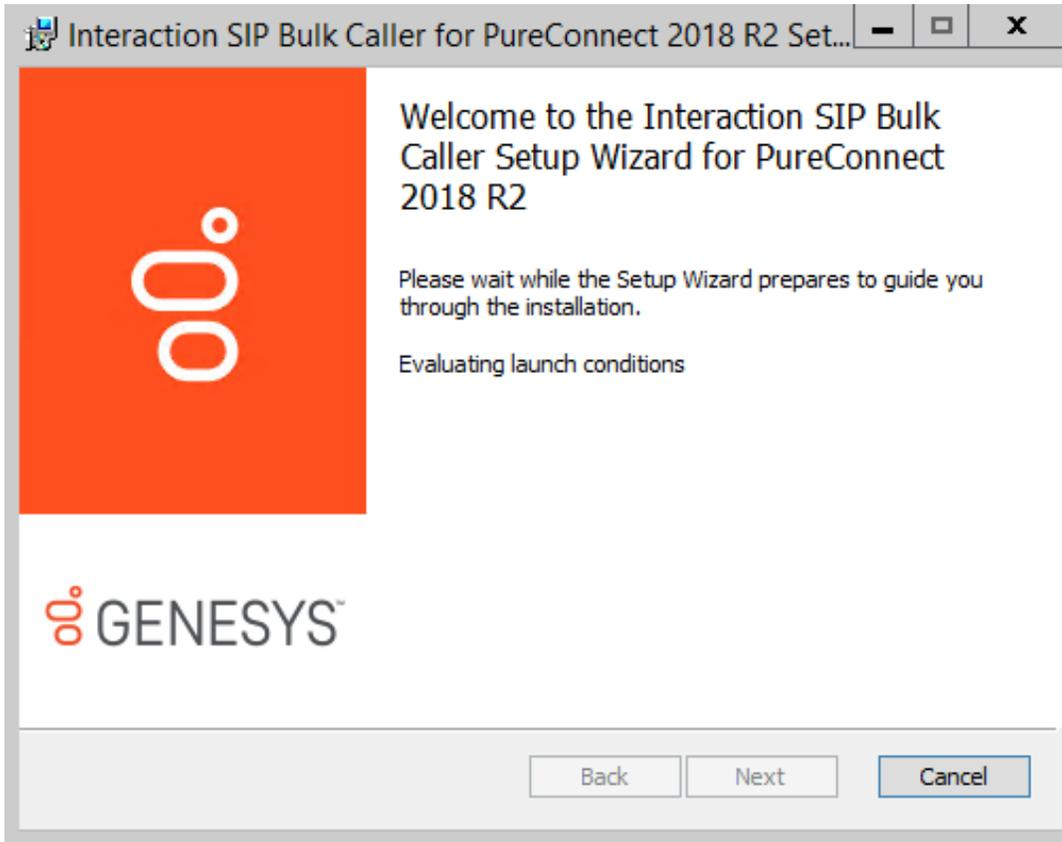 Interaction SIP Bulk Caller for PureConnect 2018 R2 Set...
Welcome to the Interaction SIP Bulk
Caller Setup Wizard for PureConnect
2018 R2
Please wait while the Setup Wizard prepares to guide you
through the installation.
Evaluating launch conditions
GENESYS™
Back Next Cancel